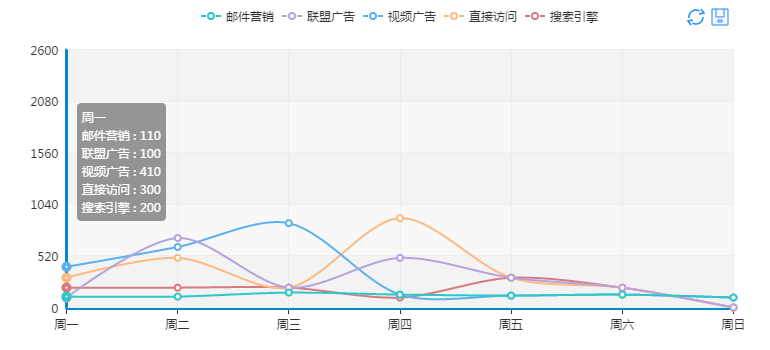 邮件营销 联盟广告 视频广告 直接访问 搜索引擎
2600
2080
1560
1040
520
0
周一
邮件营销 : 110
联盟广告 : 100
视频广告 : 410
直接访问 : 300
搜索引擎 : 200
周一 周二 周三 周四 周五 周六 周日